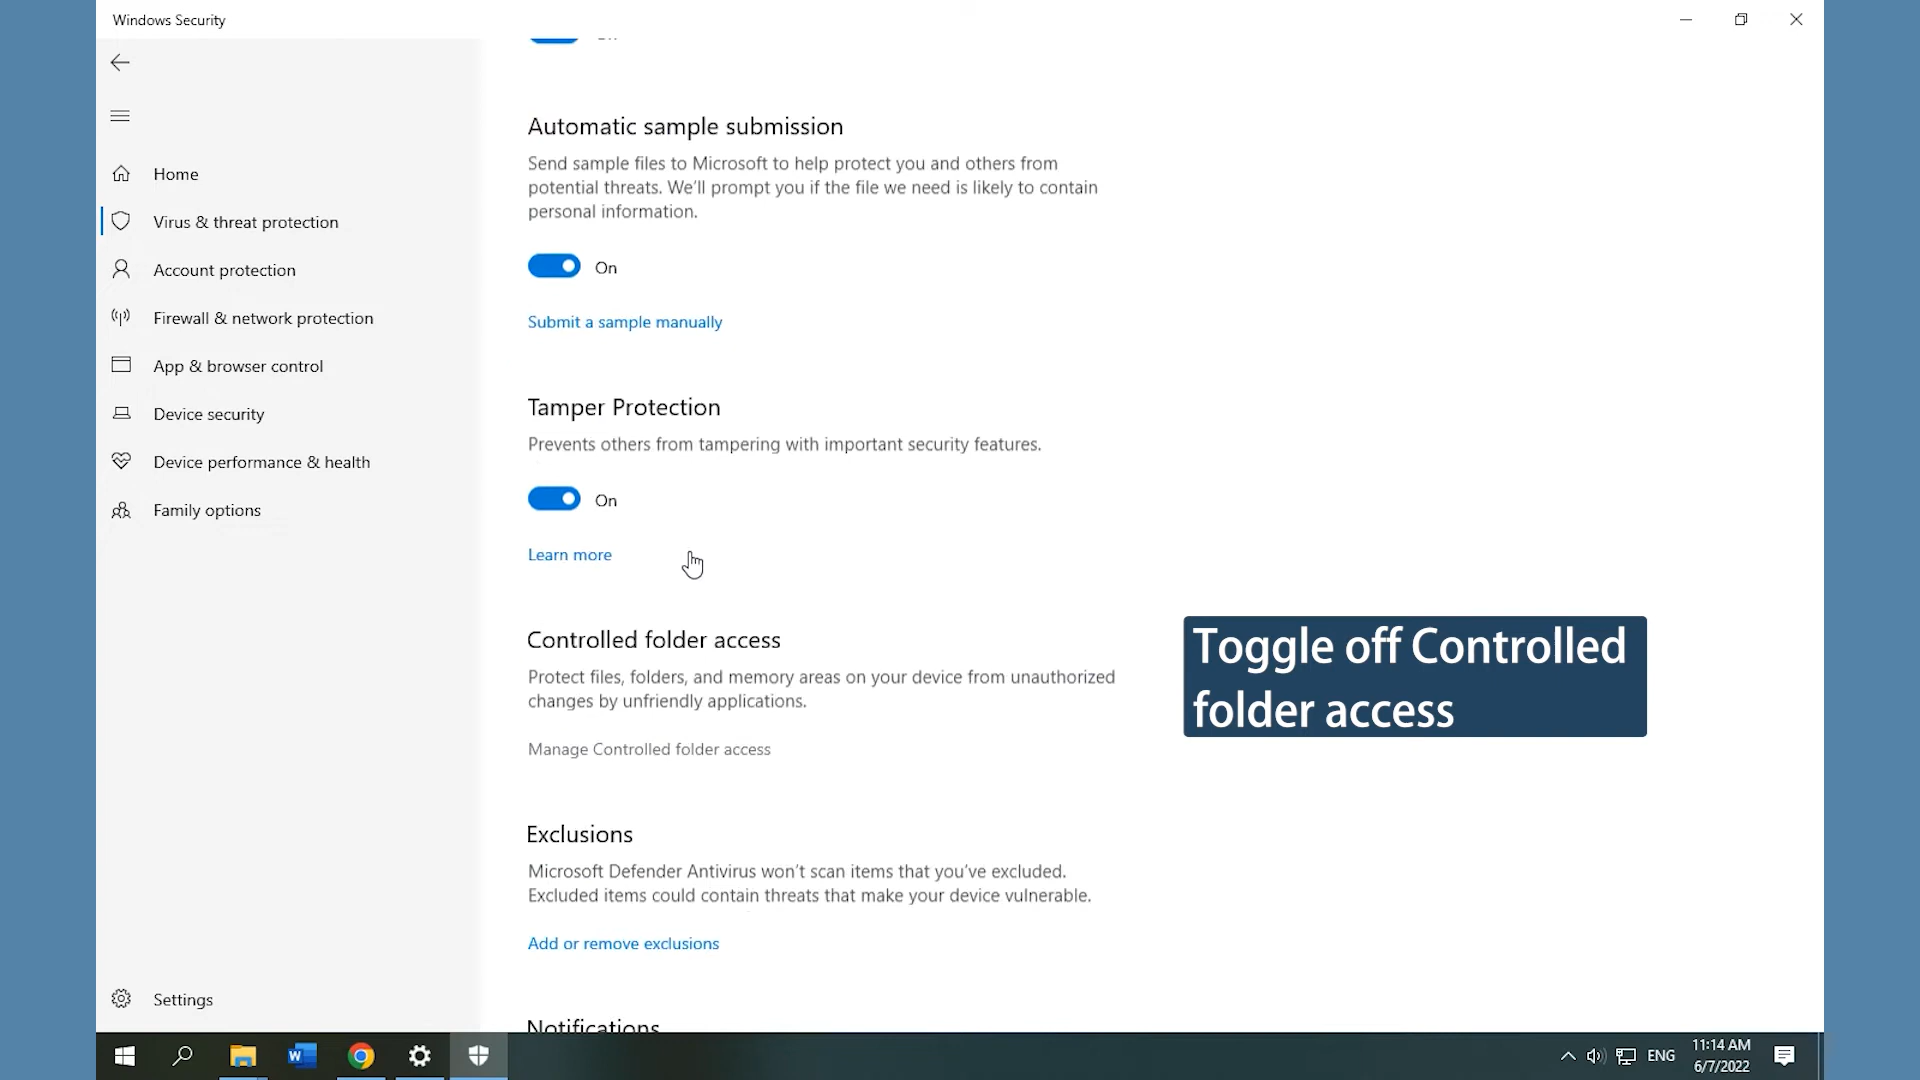 Windows Security
Automatic sample submission
Send sample files to Microsoft to help protect you and others from
potential threats. We'll prompt you if the file we need is likely to contain
personal information.
On
Submit a sample manually
Tamper Protection
Prevents others from tampering with important security features.
On
Learn more
Controlled folder access
Protect files, folders, and memory areas on your device from unauthorized
changes by unfriendly applications.
Manage Controlled folder access
Exclusions
Microsoft Defender Antivirus won't scan items that you've excluded.
Excluded items could contain threats that make your device vulnerable.
Add or remove exclusions
Notifications
Home
Virus & threat protection
Account protection
Firewall & network protection
App & browser control
Device security
Device performance & health
Family options
Settings
Toggle off Controlled
folder access
ENG
11:14 AM
6/7/2022